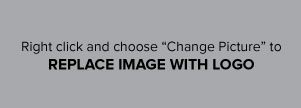 Right click and choose “Change Picture” to
REPLACE IMAGE WITH LOGO